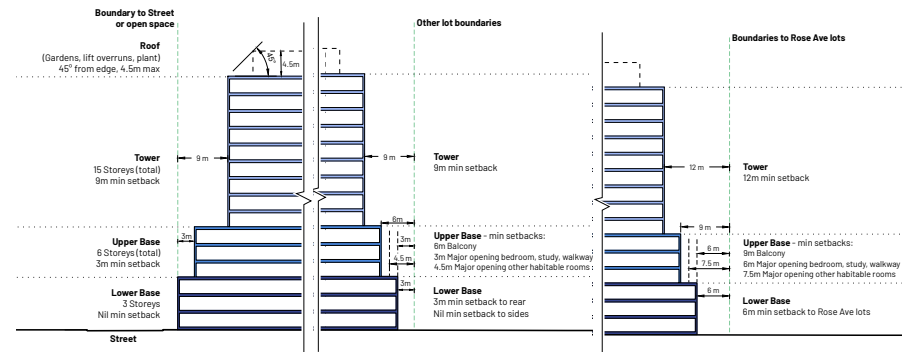 Boundary to Street
or open space
Roof
(Gardens, lift overruns, plant)
45° from edge, 4.5m max
45°
4.5m
Tower
15 Storeys (total)
9m min setback
9 m
Upper Base
6 Storeys (total)
3m min setback
3m
Lower Base
3 Storeys
Nil min setback
Street
Other lot boundaries
9 m
Tower
9m min setback
6m
3m
4.5 m
3m
Upper Base - min setbacks:
6m Balcony
3m Major opening bedroom, study, walkway
4.5m Major opening other habitable rooms
Lower Base
3m min setback to rear
Nil min setback to sides
Boundaries to Rose Ave lots
12 m
Tower
12m min setback
9 m
6 m
7.5 m
6 m
Upper Base - min setbacks:
9m Balcony
6m Major opening bedroom, study, walkway
7.5m Major opening other habitable rooms
Lower Base
6m min setback to Rose Ave lots